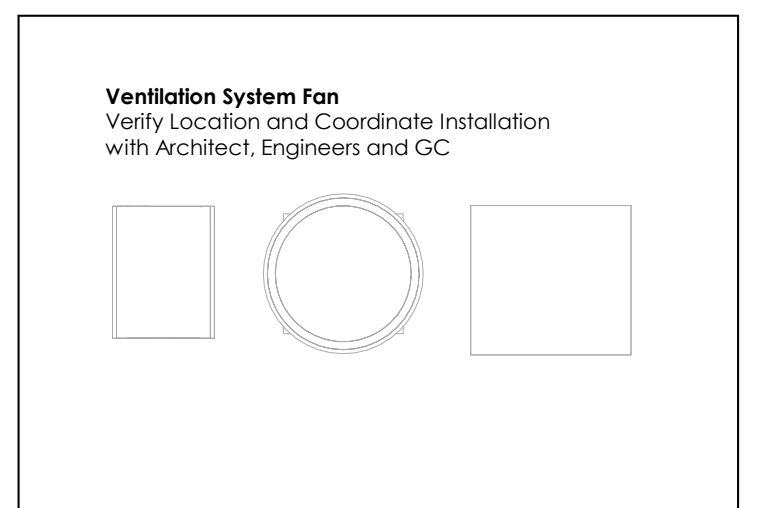 Ventilation System Fan
Verify Location and Coordinate Installation
with Architect, Engineers and GC